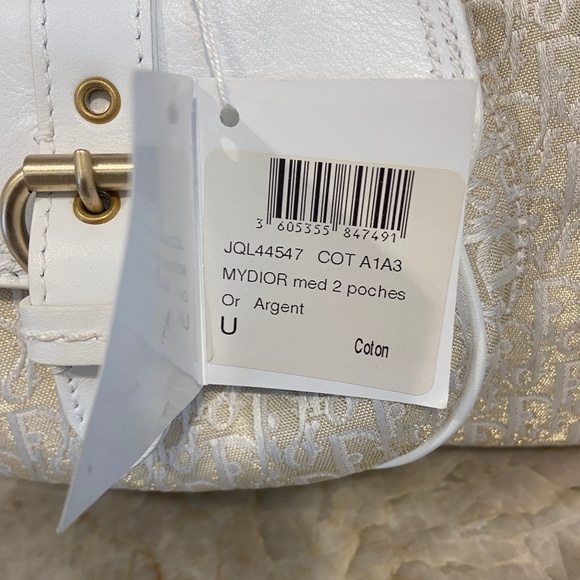 3 605355 847491
JQL44547 COT A1A3
MYDIOR med 2 poches
Or Argent
U
Coton